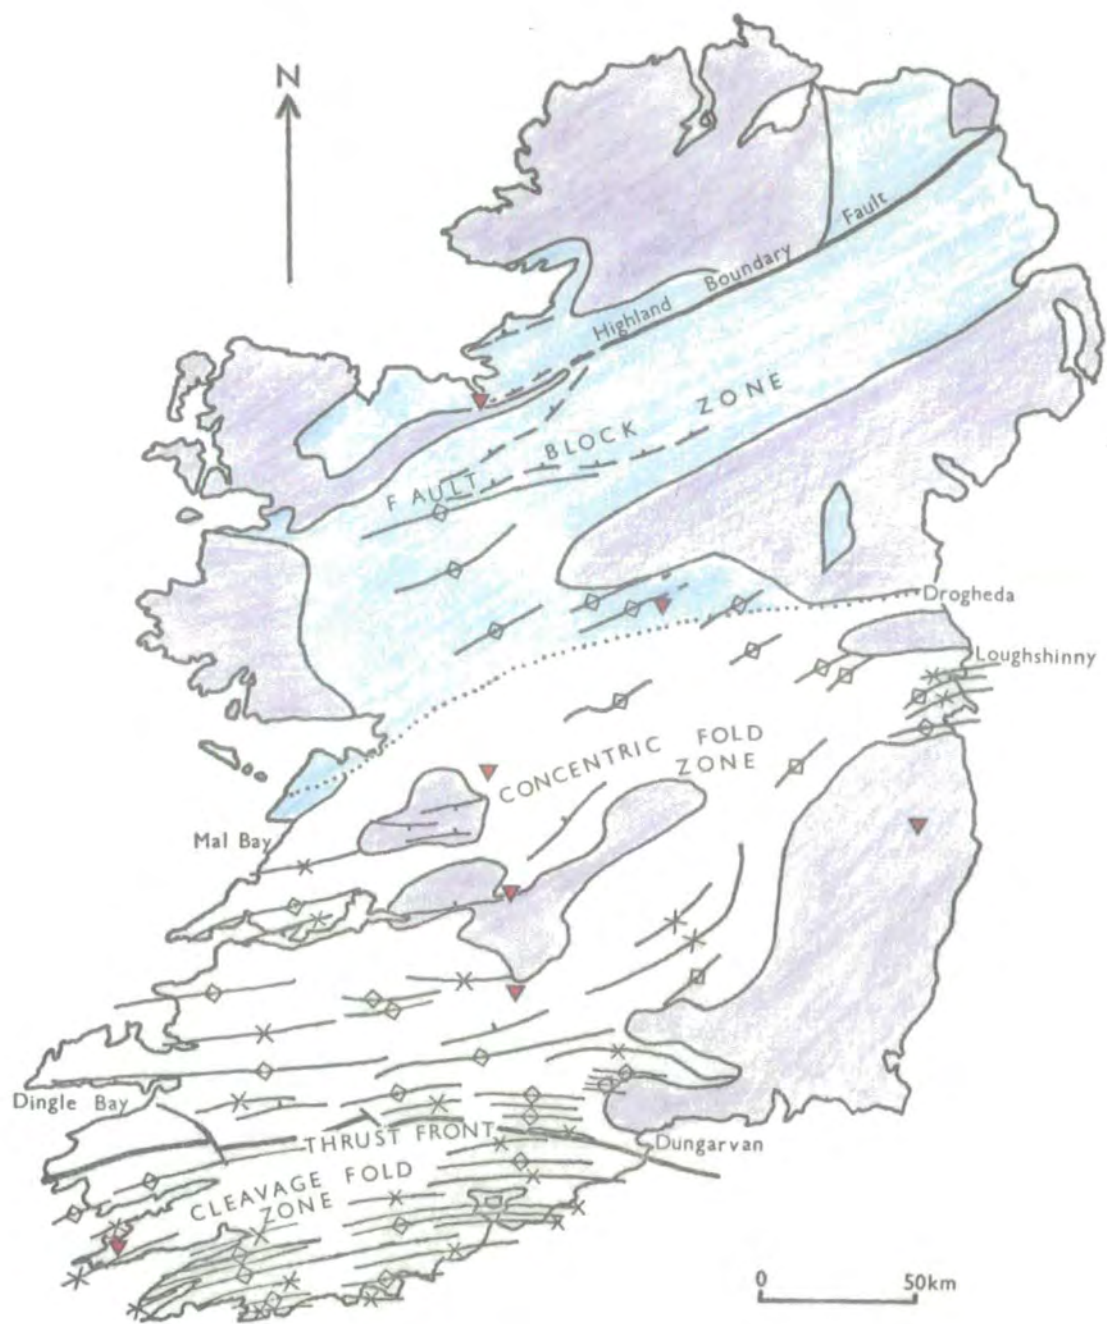 N
Highland Boundary Fault
FAULT BLOCK ZONE
Drogheda
Loughshinny
CONCENTRIC FOLD
ZONE
Mal Bay
Dingle Bay
THRUST FRONT
Dungarvan
CLEAVAGE FOLD
ZONE
0 50km